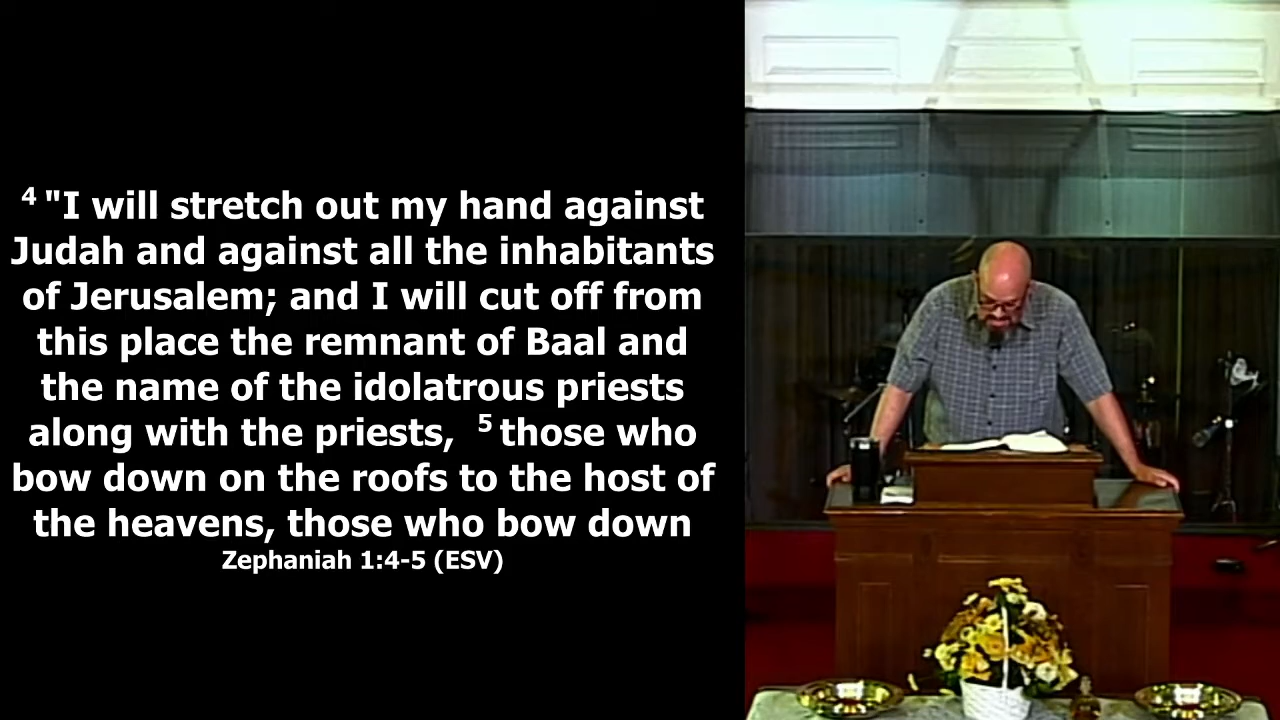 4 "I will stretch out my hand against
Judah and against all the inhabitants
of Jerusalem; and I will cut off from
this place the remnant of Baal and
the name of the idolatrous priests
along with the priests, 5 those who
bow down on the roofs to the host of
the heavens, those who bow down
Zephaniah 1:4-5 (ESV)